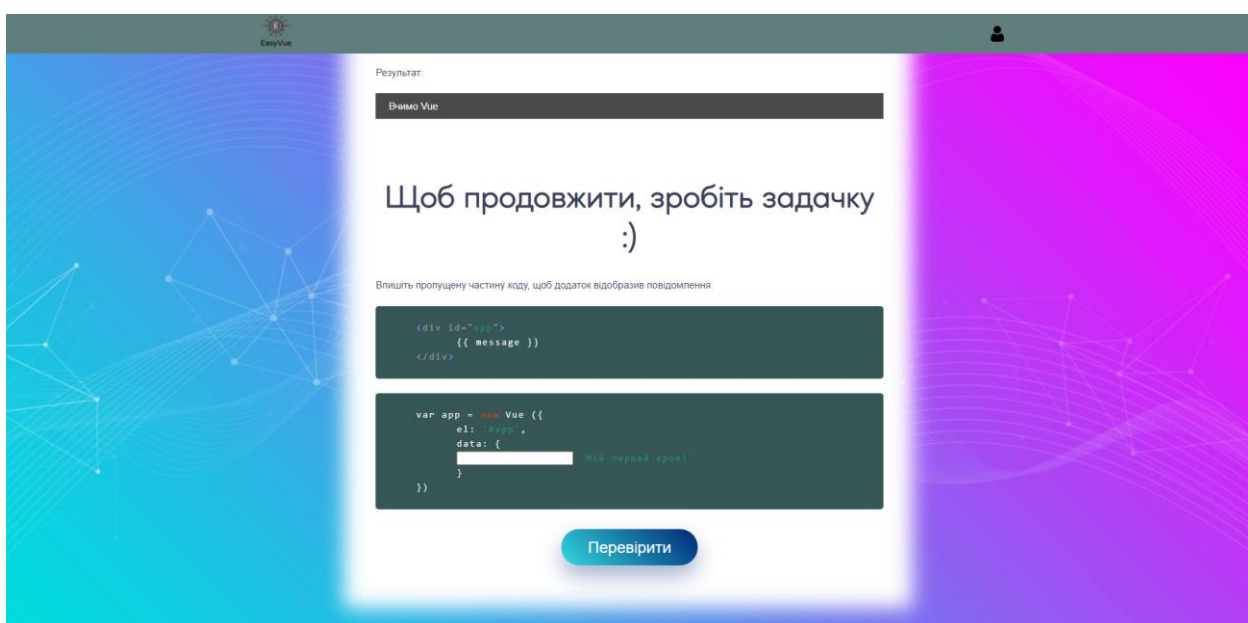 EasyVue
Результат:
Вчимо Vue
Щоб продовжити, зробіть задачку
:)
Впишіть пропущену частину коду, щоб додаток відобразив повідомлення
<div id="app">
{{ message }}
</div>
var app = new Vue ({
el: '#app',
data: {
'Мій перший крок!'
}
})
Перевірити